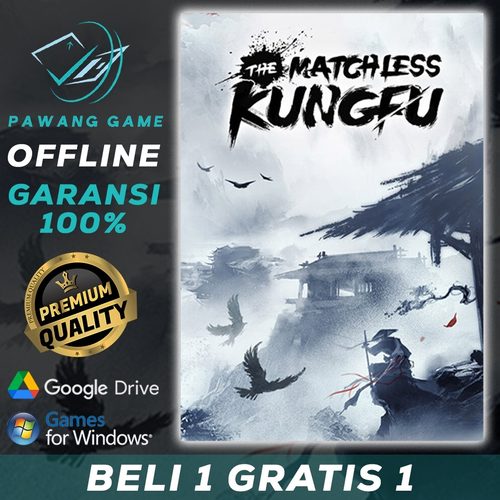 PAWANG GAME
OFFLINE
GARANSI
100%
PREMIUM
QUALITY
Google Drive
Games
for Windows®
THE MATCHLESS
KUNGFU
BELI 1 GRATIS 1